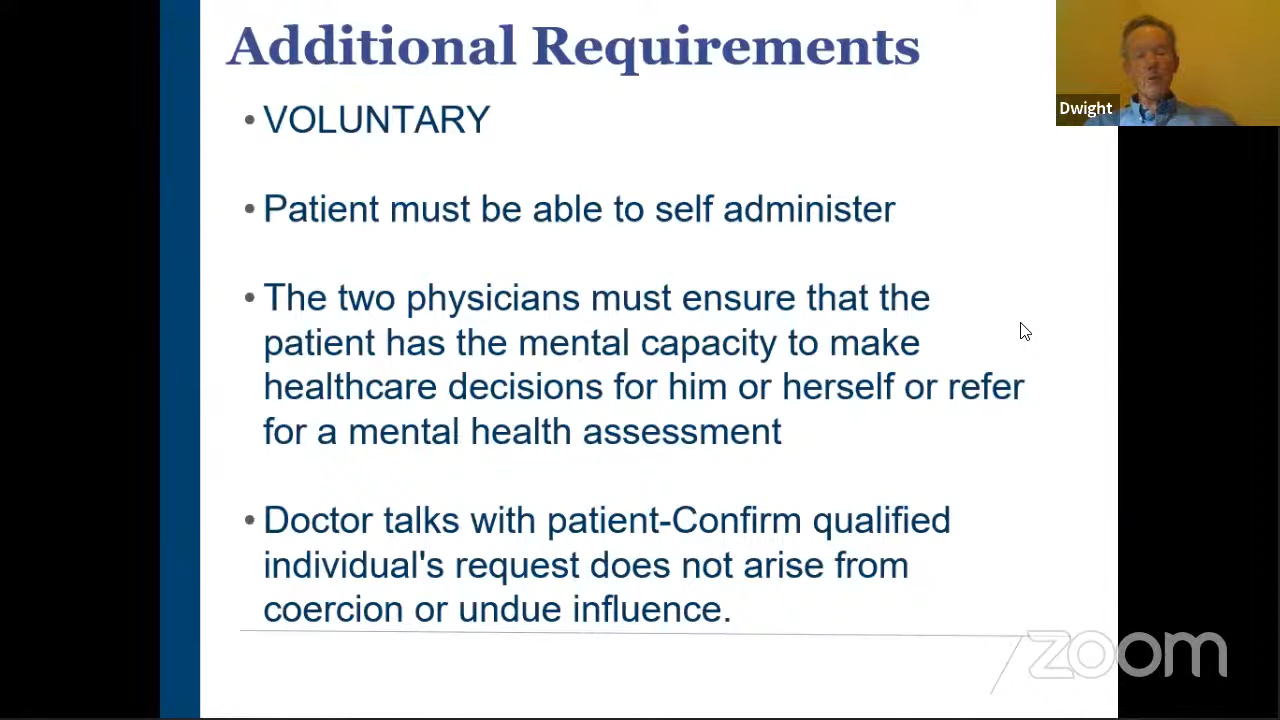 Additional Requirements
• VOLUNTARY
• Patient must be able to self administer
• The two physicians must ensure that the
patient has the mental capacity to make
healthcare decisions for him or herself or refer
for a mental health assessment
• Doctor talks with patient-Confirm qualified
individual's request does not arise from
coercion or undue influence.
Dwight
zoom